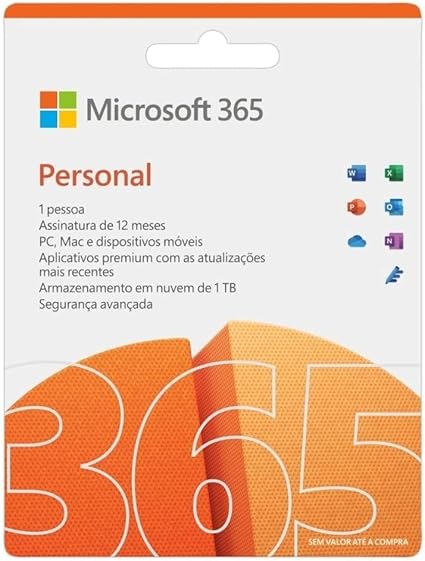 Microsoft 365
Personal
1 pessoa
Assinatura de 12 meses
PC, Mac e dispositivos móveis
Aplicativos premium com as atualizações
mais recentes
Armazenamento em nuvem de 1 TB
Segurança avançada
W
X
P
O
N
365
SEM VALOR ATÉ A COMPRA